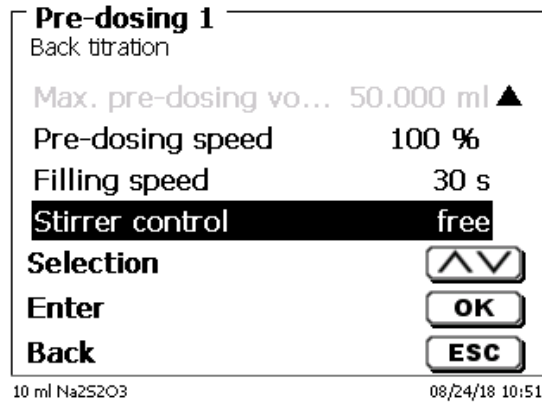 Pre-dosing 1
Back titration
Max. pre-dosing vo... 50.000 ml
Pre-dosing speed 100 %
Filling speed 30 s
Stirrer control free
Selection
Enter OK
Back ESC
10 ml Na2S2O3 08/24/18 10:51